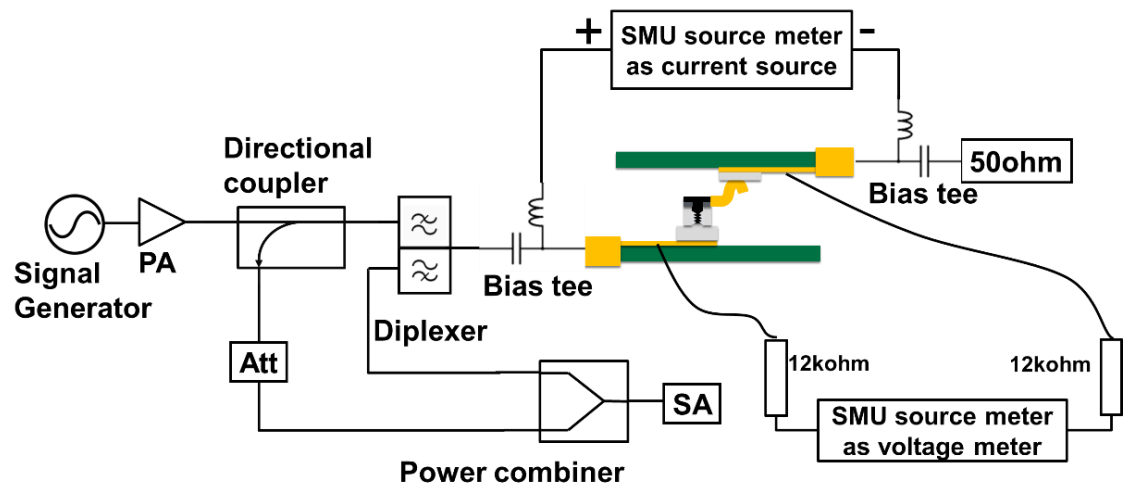 +
SMU source meter
as current source
-
Directional
coupler
50ohm
Bias tee
PA
Signal
Generator
Bias tee
Diplexer
Att
12kohm
12kohm
SA
SMU source meter
as voltage meter
Power combiner